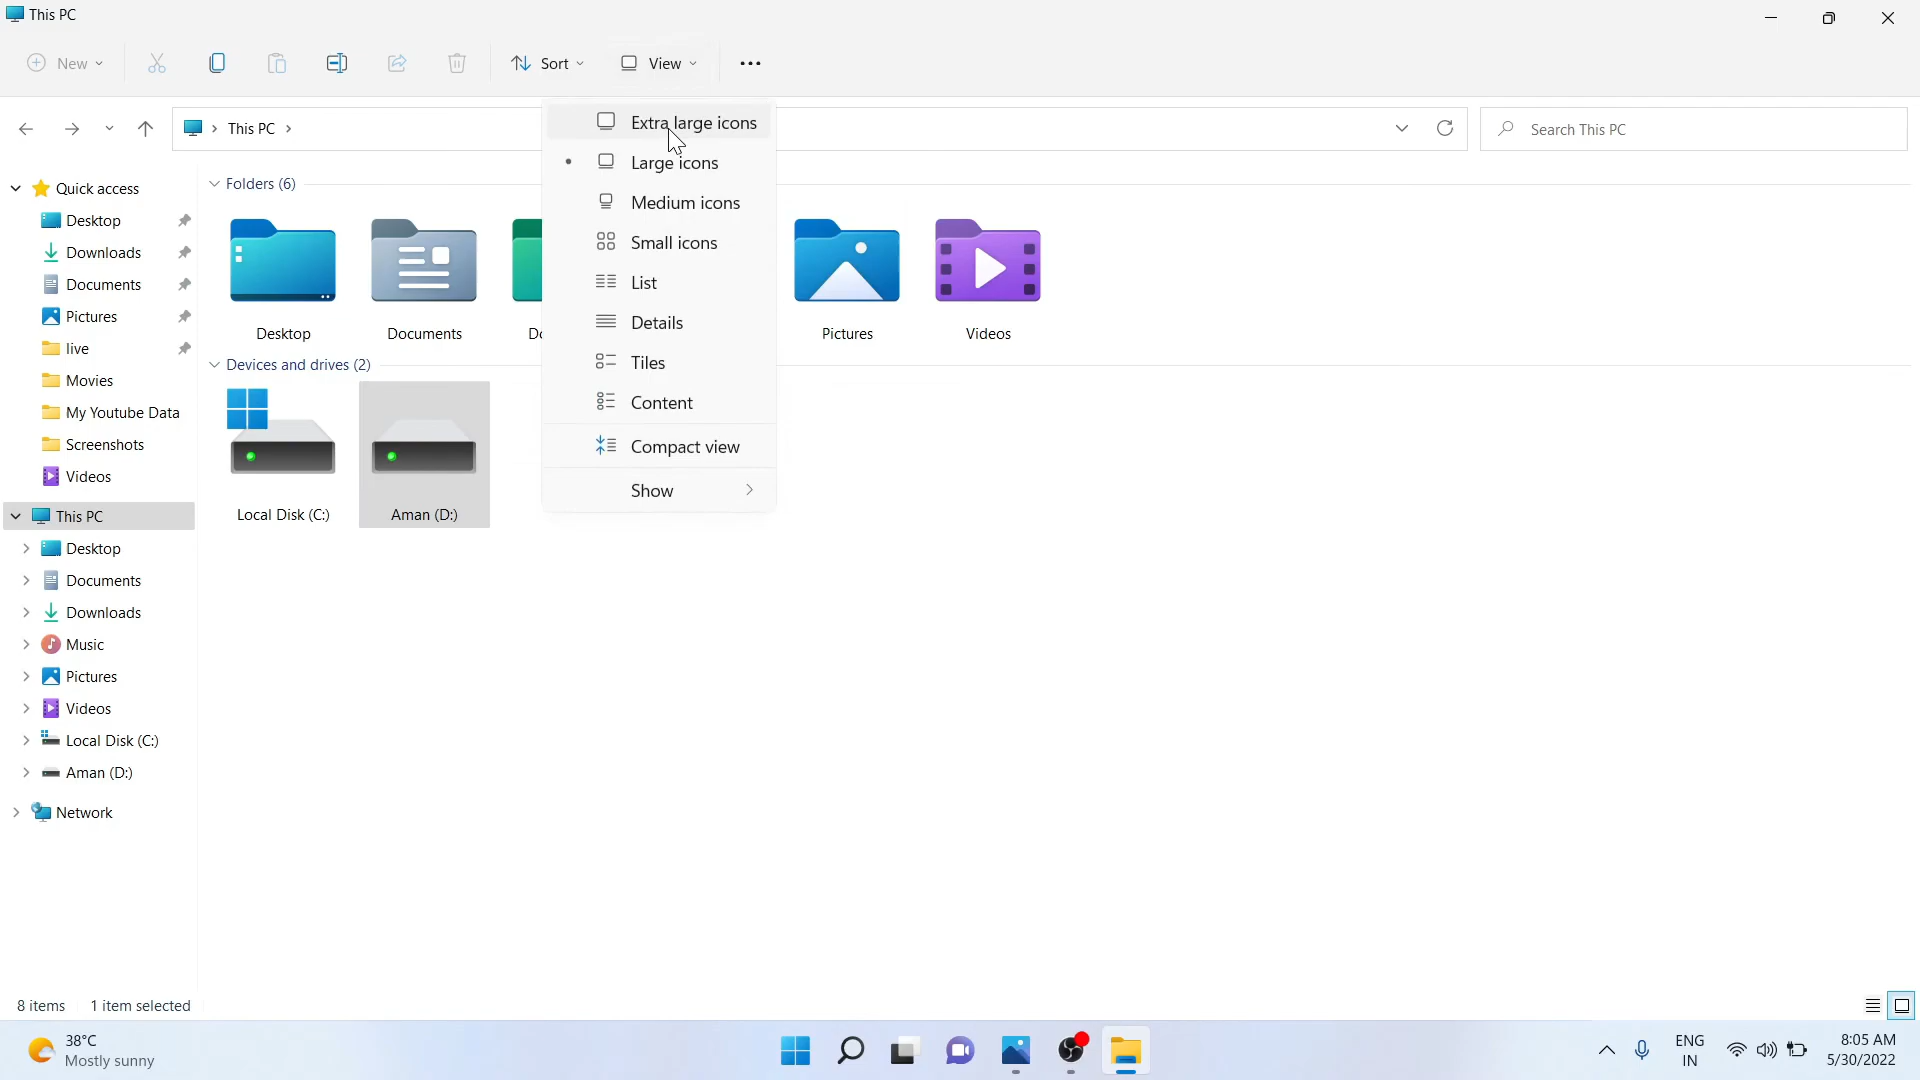 This PC
New
Sort
View
This PC
Search This PC
Extra large icons
Large icons
Medium icons
Small icons
List
Details
Tiles
Content
Compact view
Show
Quick access
Desktop
Downloads
Documents
Pictures
live
Movies
My Youtube Data
Screenshots
Videos
This PC
Desktop
Documents
Downloads
Music
Pictures
Videos
Local Disk (C:)
Aman (D:)
Network
Folders (6)
Desktop
Documents
Do
Pictures
Videos
Devices and drives (2)
Local Disk (C:)
Aman (D:)
8 items 1 item selected
38°C
Mostly sunny
ENG
IN
8:05 AM
5/30/2022